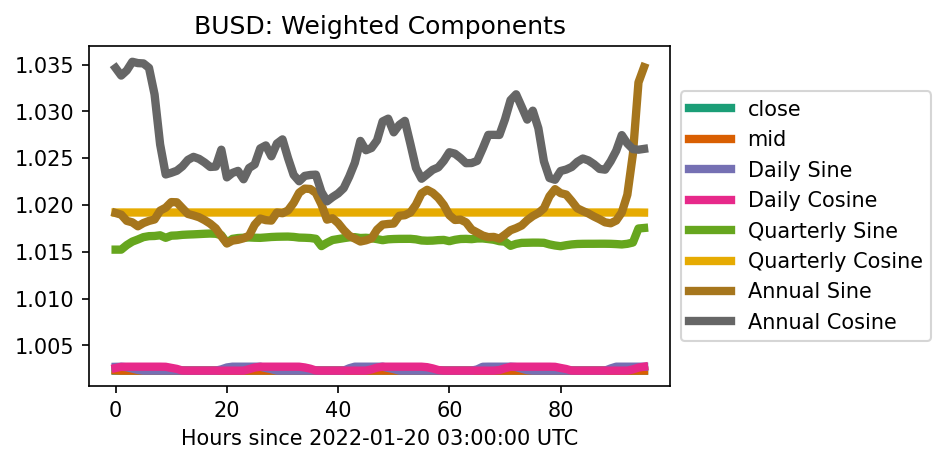 BUSD: Weighted Components
1.035
1.030
1.025
1.020
1.015
1.010
1.005
0 20 40 60 80
Hours since 2022-01-20 03:00:00 UTC
close
mid
Daily Sine
Daily Cosine
Quarterly Sine
Quarterly Cosine
Annual Sine
Annual Cosine